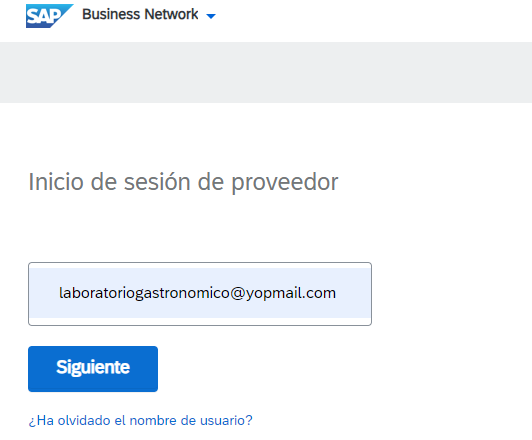 SAP Business Network
Inicio de sesión de proveedor
laboratoriogastronomico@yopmail.com
Siguiente
¿Ha olvidado el nombre de usuario?